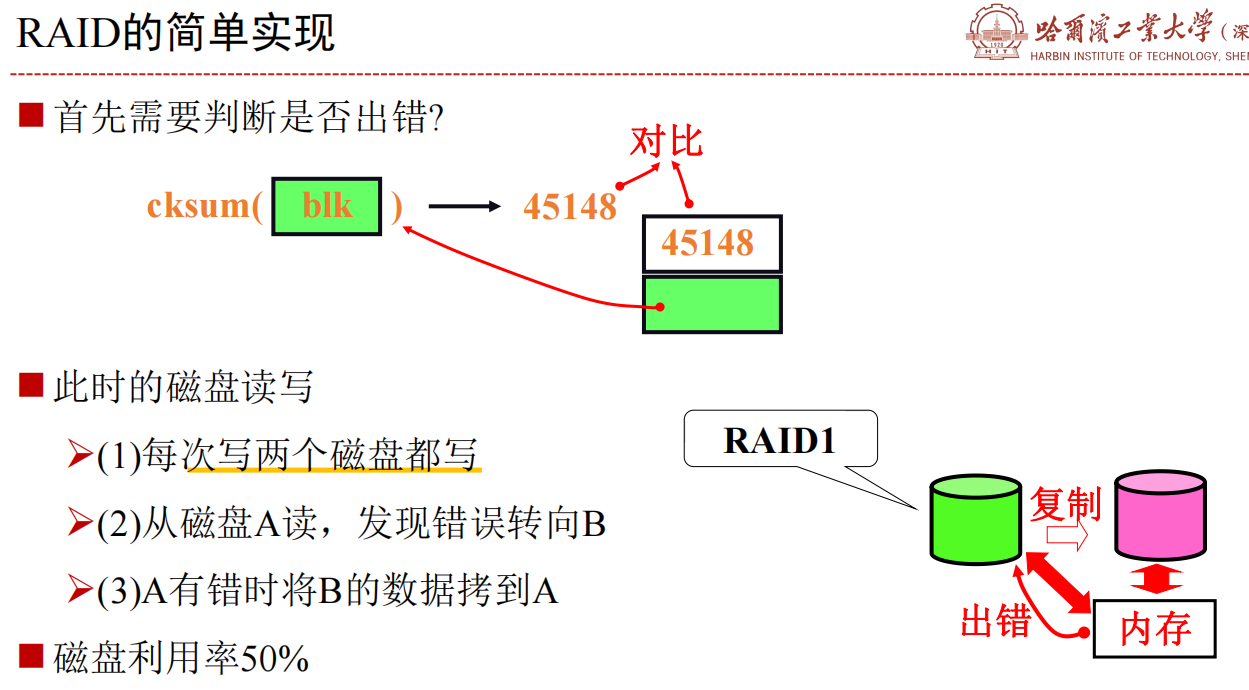 RAID的简单实现
哈爾濱工業大學(深
1920
HIT
HARBIN INSTITUTE OF TECHNOLOGY, SHE
首先需要判断是否出错?
对比
cksum( blk ) 45148
45148
此时的磁盘读写
(1)每次写两个磁盘都写
RAID1
(2)从磁盘A读，发现错误转向B
复制
(3)A有错时将B的数据拷到A
出错
内存
磁盘利用率50%